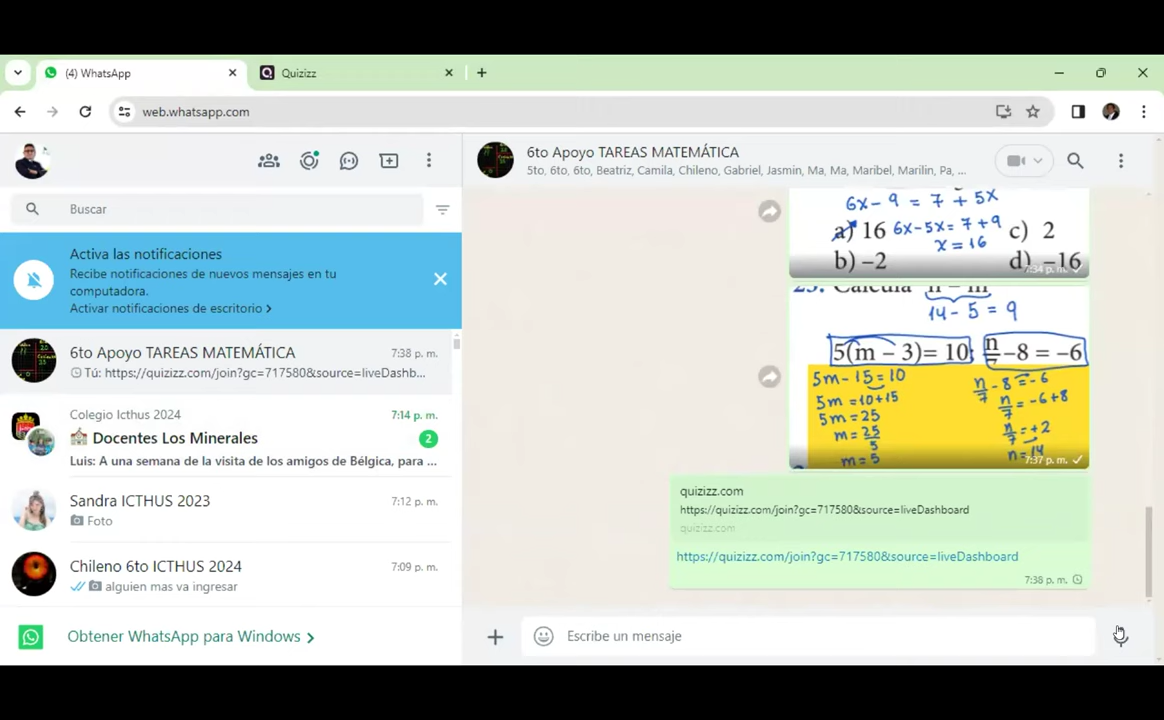 (4) WhatsApp
Quizizz
web.whatsapp.com
Buscar
Activa las notificaciones
Recibe notificaciones de nuevos mensajes en tu
computadora.
Activar notificaciones de escritorio >
6to Apoyo TAREAS MATEMÁTICA
7:38 p. m.
Tú: https://quizizz.com/join?gc=717580&source=liveDashb...
Colegio Icthus 2024
7:14 p. m.
Docentes Los Minerales
2
Luis: A una semana de la visita de los amigos de Bélgica, para ...
Sandra ICTHUS 2023
7:12 p. m.
Foto
Chileno 6to ICTHUS 2024
7:09 p. m.
alguien mas va ingresar
Obtener WhatsApp para Windows >
6to Apoyo TAREAS MATEMÁTICA
5to, 6to, 6to, Beatriz, Camila, Chileno, Gabriel, Jasmin, Ma, Ma, Maribel, Marilin, Pa, ...
6x - 9 = 7 + 5x
a) 16 6x-5x = 7+9 c) 2
x = 16
b) -2 d) -16
7:34 p. m.
23. Calcula n - m
14 - 5 = 9
5(m - 3)= 10; n/7 -8 = -6
5m - 15 = 10 n/7 - 8 = -6
5m = 10+15 n/7 = -6+8
5m = 25
m = 25/5 n/7 = +2
m = 5 n = 14
7:37 p. m.
quizizz.com
https://quizizz.com/join?gc=717580&source=liveDashboard
quizizz.com
https://quizizz.com/join?gc=717580&source=liveDashboard
7:38 p. m.
Escribe un mensaje